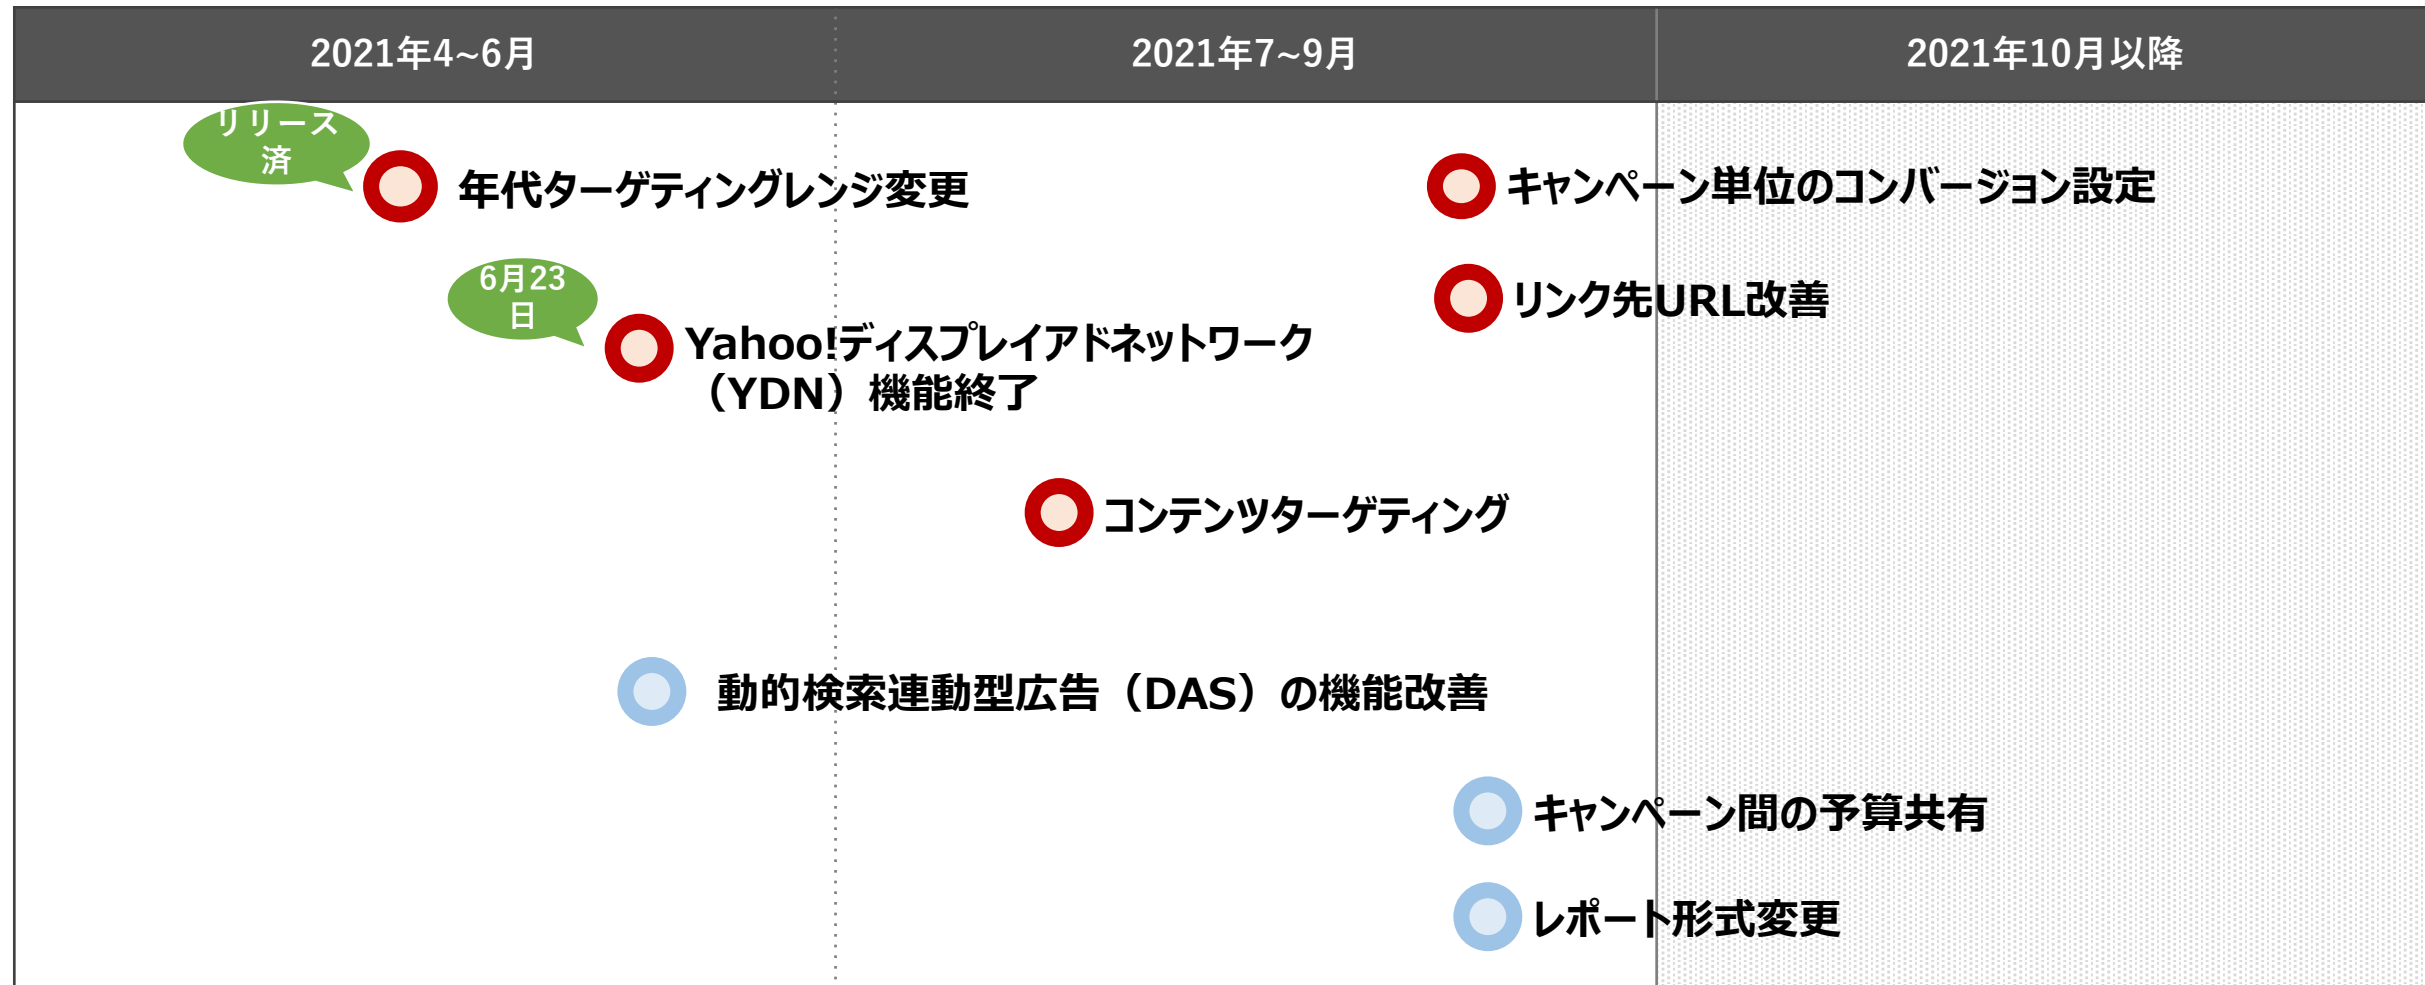 2021年4~6月
2021年7~9月
2021年10月以降
リリース
済
年代ターゲティングレンジ変更
キャンペーン単位のコンバージョン設定
6月23
日
リンク先URL改善
Yahoo!ディスプレイアドネットワーク
（YDN）機能終了
コンテンツターゲティング
動的検索連動型広告（DAS）の機能改善
キャンペーン間の予算共有
レポート形式変更